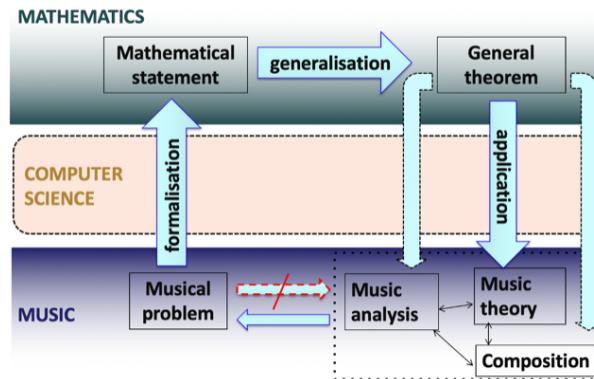 MATHEMATICS
Mathematical
statement
generalisation
General
theorem
COMPUTER
SCIENCE
formalisation
application
MUSIC
Musical
problem
Music
analysis
Music
theory
Composition